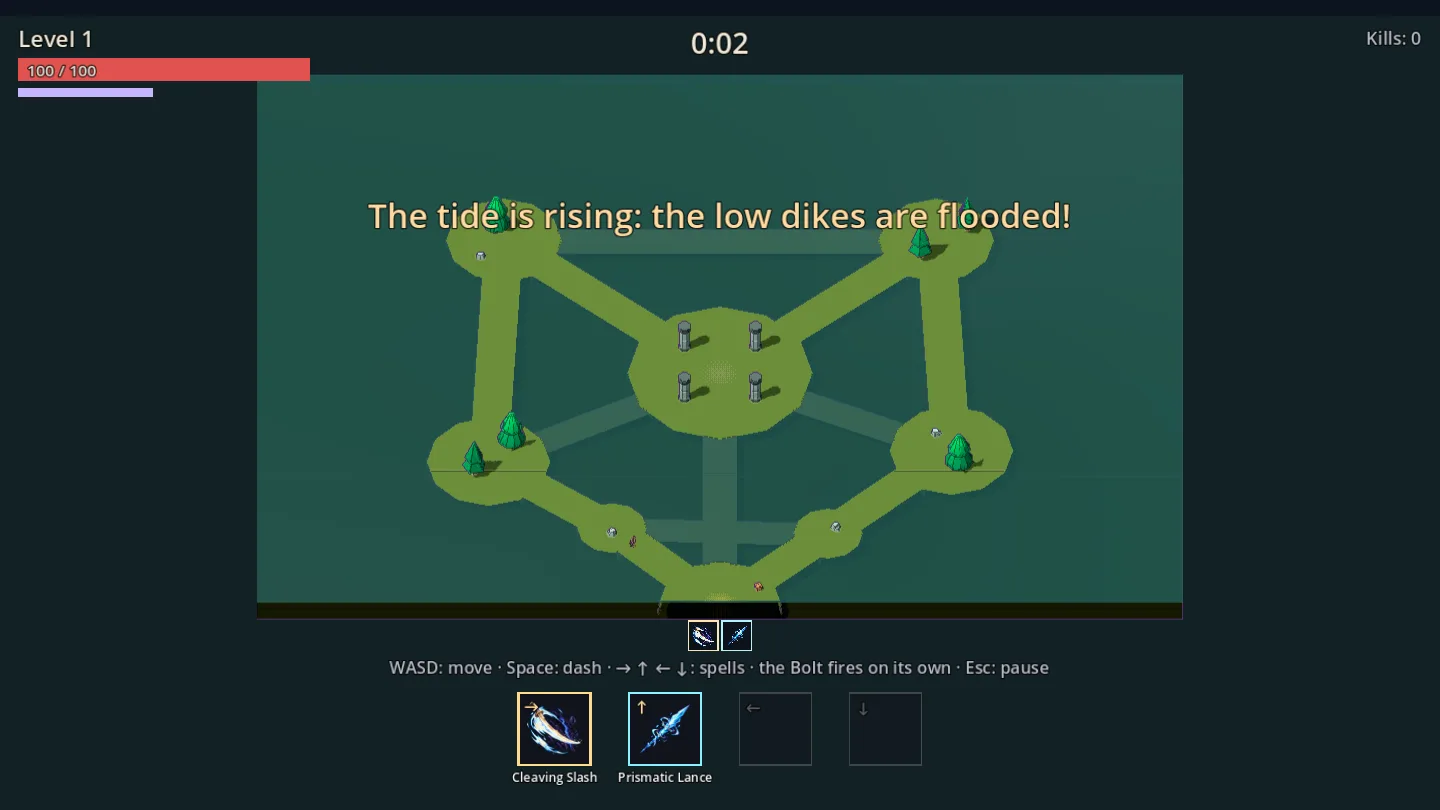 Level 1
0:02
Kills: 0
100 / 100
The tide is rising: the low dikes are flooded!
WASD: move · Space: dash · → ↑ ← ↓: spells · the Bolt fires on its own · Esc: pause
→ ↑ ← ↓
Cleaving Slash
Prismatic Lance